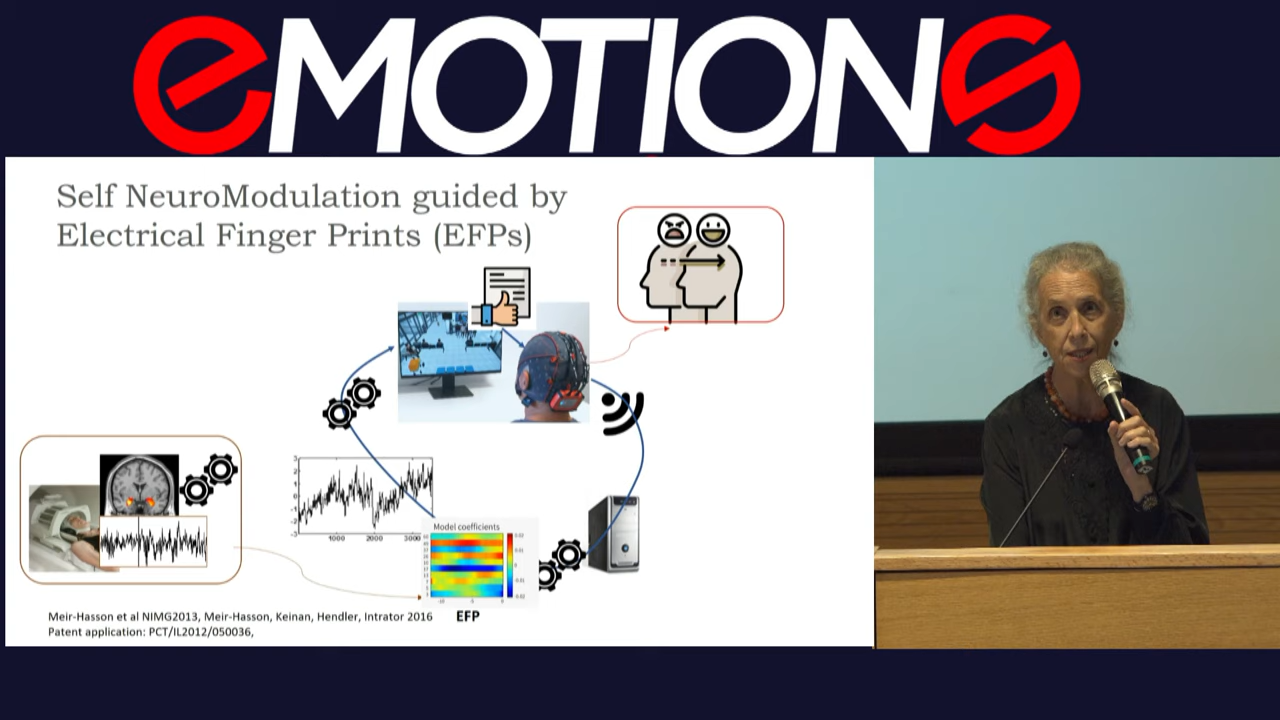 eMOTIONS
Self NeuroModulation guided by
Electrical Finger Prints (EFPs)
1000 2000 3000
Model coefficients
EFP
Meir-Hasson et al NIMG2013, Meir-Hasson, Keinan, Hendler, Intrator 2016
Patent application: PCT/IL2012/050036,